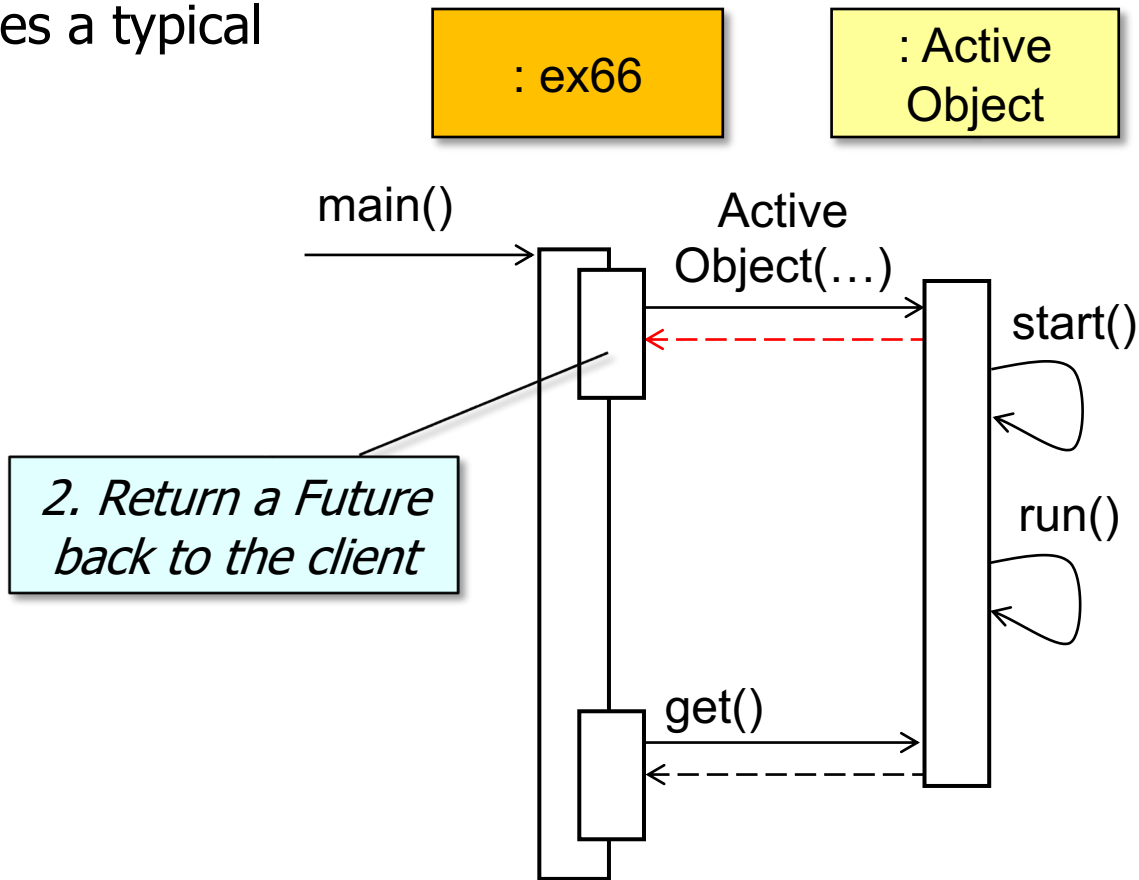 es a typical
: ex66
: Active
Object
main()
Active
Object(…)
start()
2. Return a Future
back to the client
run()
get()